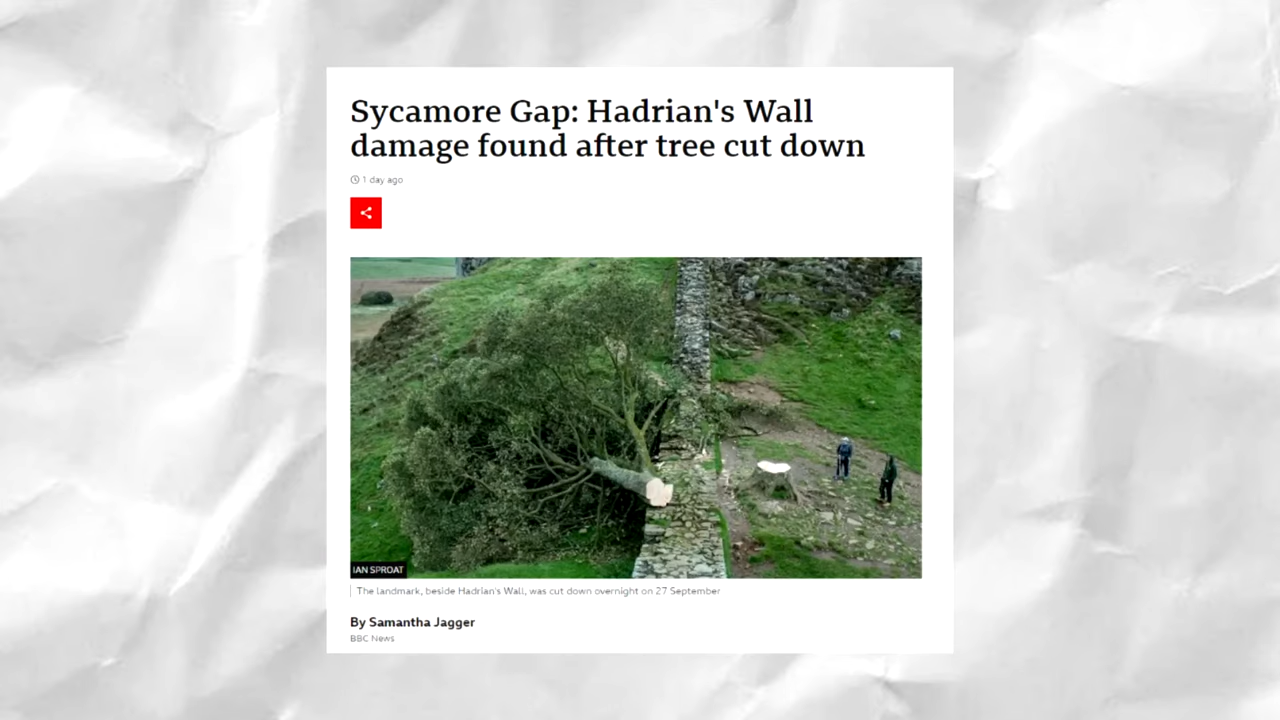 Sycamore Gap: Hadrian's Wall
damage found after tree cut down
1 day ago
IAN SPROAT
The landmark, beside Hadrian's Wall, was cut down overnight on 27 September
By Samantha Jagger
BBC News